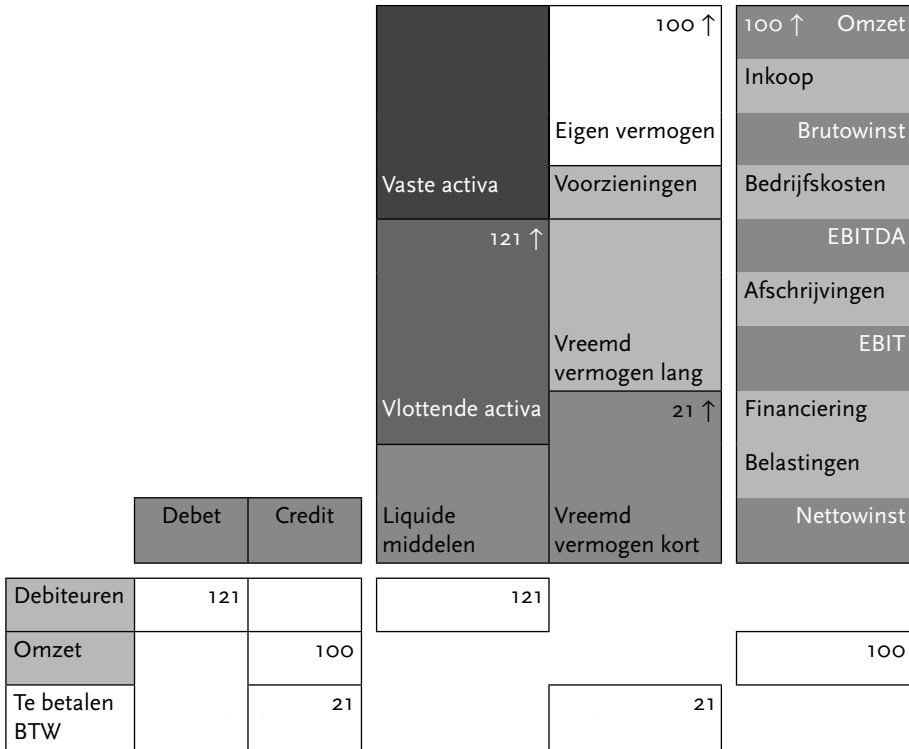 100 ↑
100 ↑ Omzet
Inkoop
Eigen vermogen
Brutowinst
Vaste activa
Voorzieningen
Bedrijfskosten
121 ↑
EBITDA
Afschrijvingen
Vreemd
vermogen lang
EBIT
Vlottende activa
21 ↑
Financiering
Belastingen
Debet
Credit
Liquide
middelen
Vreemd
vermogen kort
Nettowinst
Debiteuren 121 121
Omzet 100 100
Te betalen
BTW
21 21